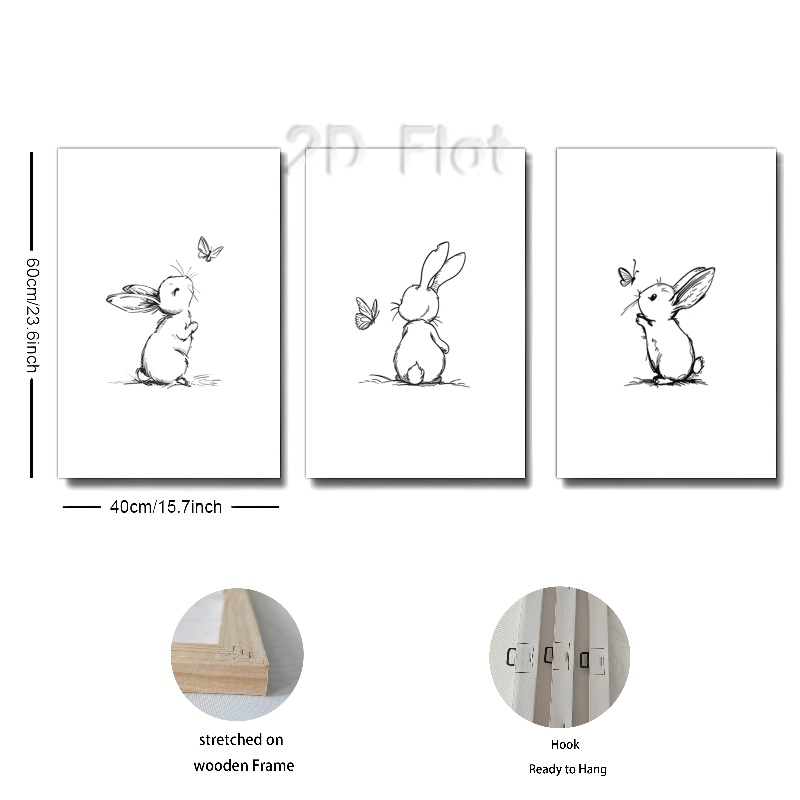 2D Flat
60cm/23.6inch
40cm/15.7inch
stretched on
wooden Frame
Hook
Ready to Hang